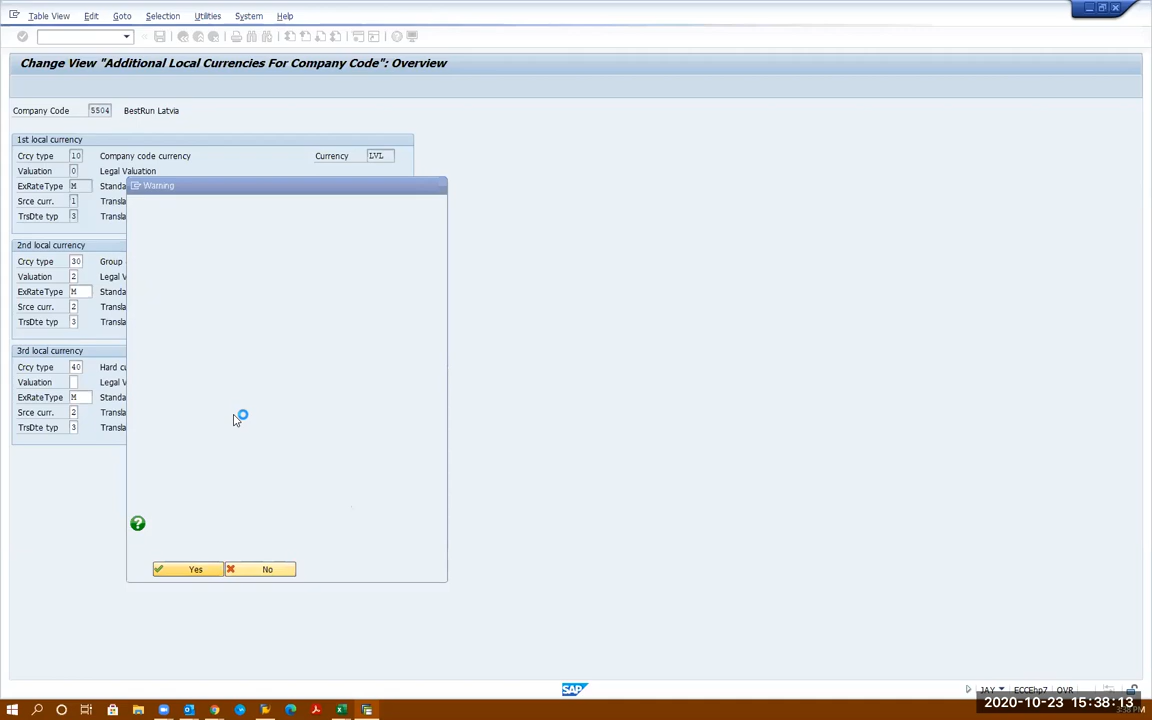 Table View Edit Goto Selection Utilities System Help
Change View "Additional Local Currencies For Company Code": Overview
Company Code 5504 BestRun Latvia
1st local currency
Crcy type 10 Company code currency Currency LVL
Valuation 0 Legal Valuation
ExRateType M Standa
Srce curr. 1 Transla
TrsDte typ 3 Transla
Warning
2nd local currency
Crcy type 30 Group
Valuation 2 Legal V
ExRateType M Standa
Srce curr. 2 Transla
TrsDte typ 3 Transla
3rd local currency
Crcy type 40 Hard cu
Valuation Legal V
ExRateType M Standa
Srce curr. 2 Transla
TrsDte typ 3 Transla
Yes No
SAP
JAY ECCEhp7 OVR
2020-10-23 15:38:13